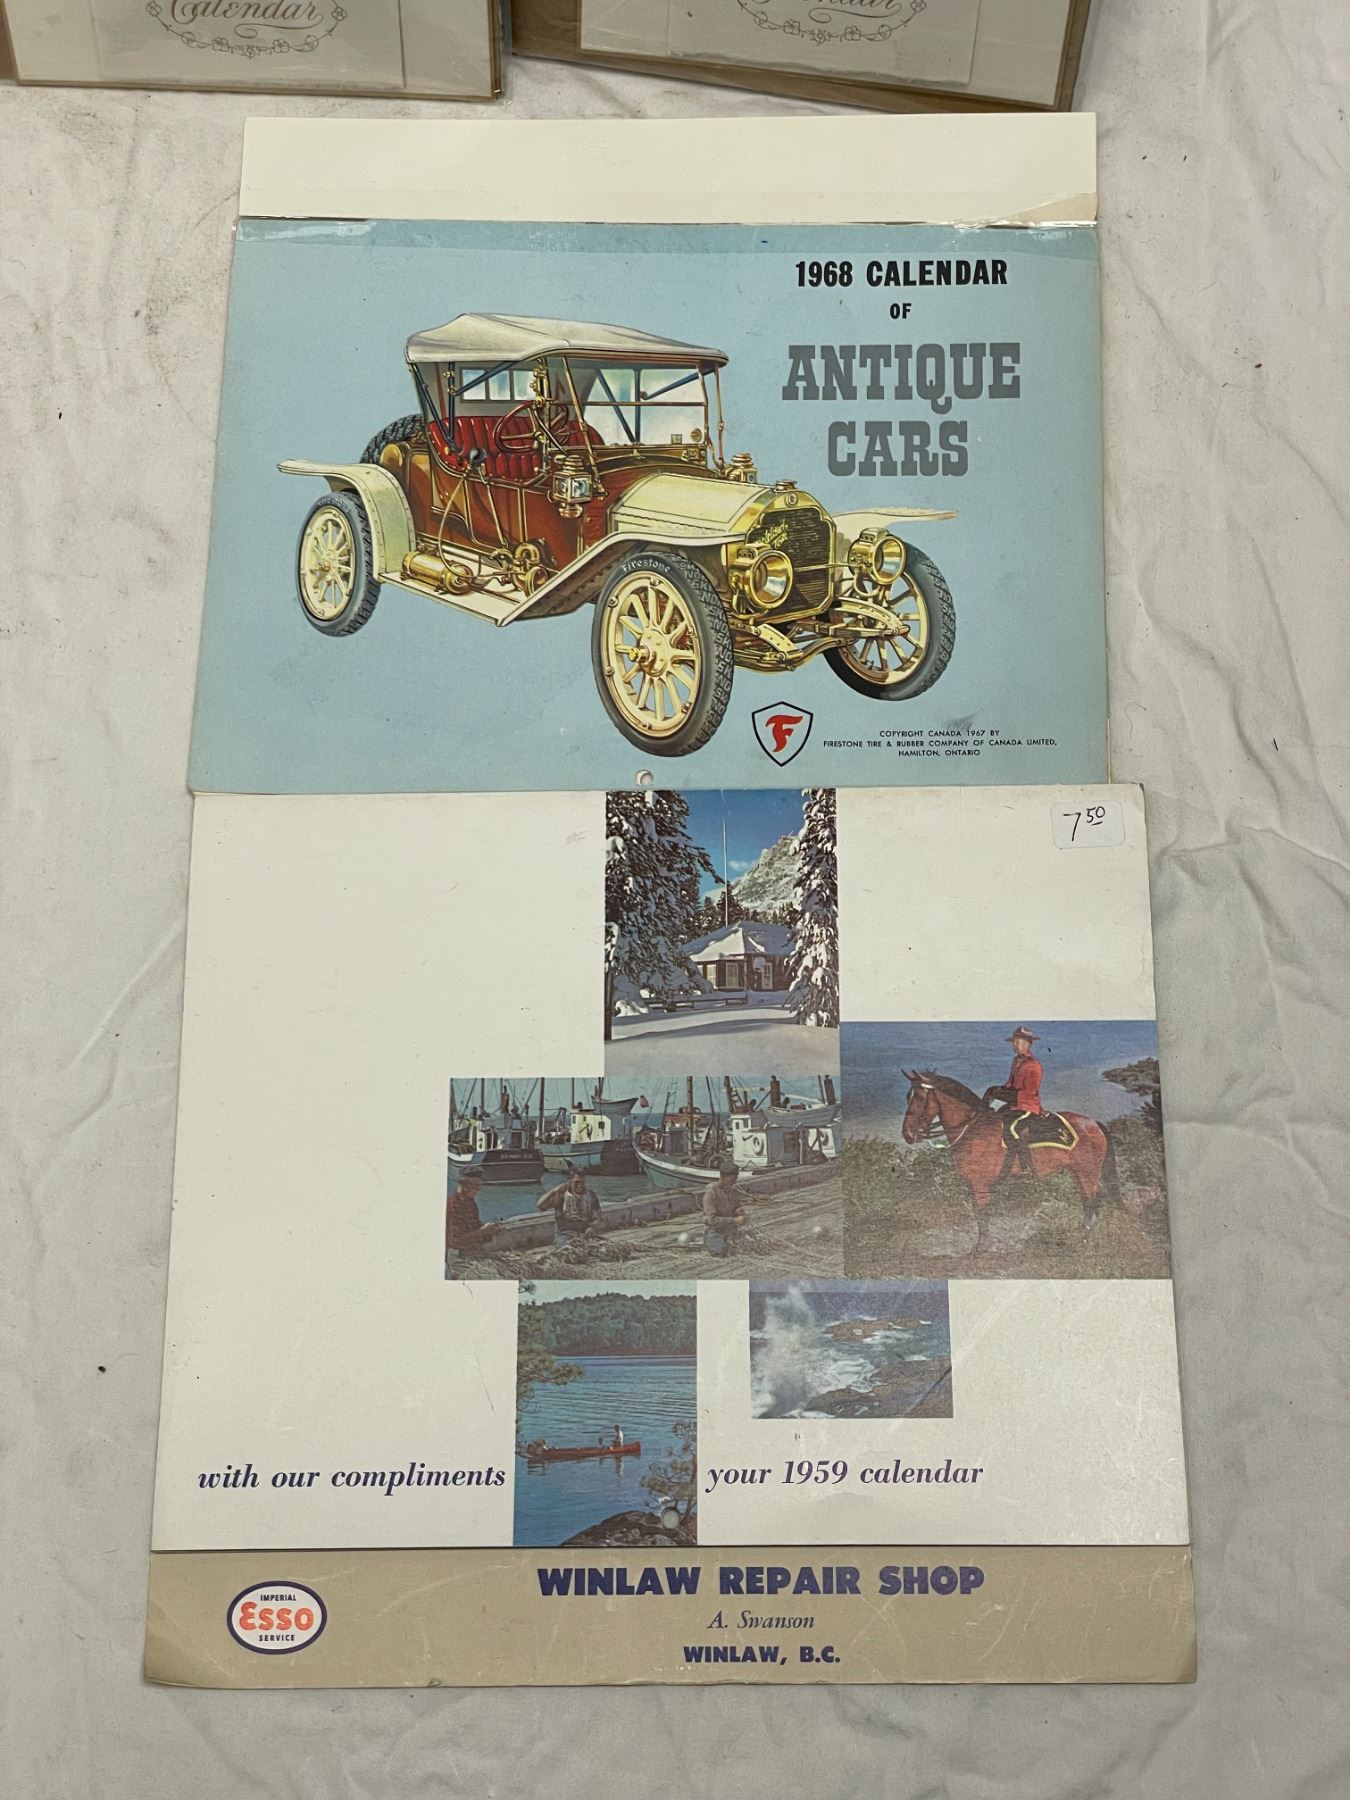 Calendar
1968 CALENDAR
OF
ANTIQUE
CARS
Firestone
F
COPYRIGHT CANADA 1967 BY
FIRESTONE TIRE & RUBBER COMPANY OF CANADA LIMITED,
HAMILTON, ONTARIO
7 50
with our compliments
your 1959 calendar
IMPERIAL
Esso
SERVICE
WINLAW REPAIR SHOP
A. Swanson
WINLAW, B.C.